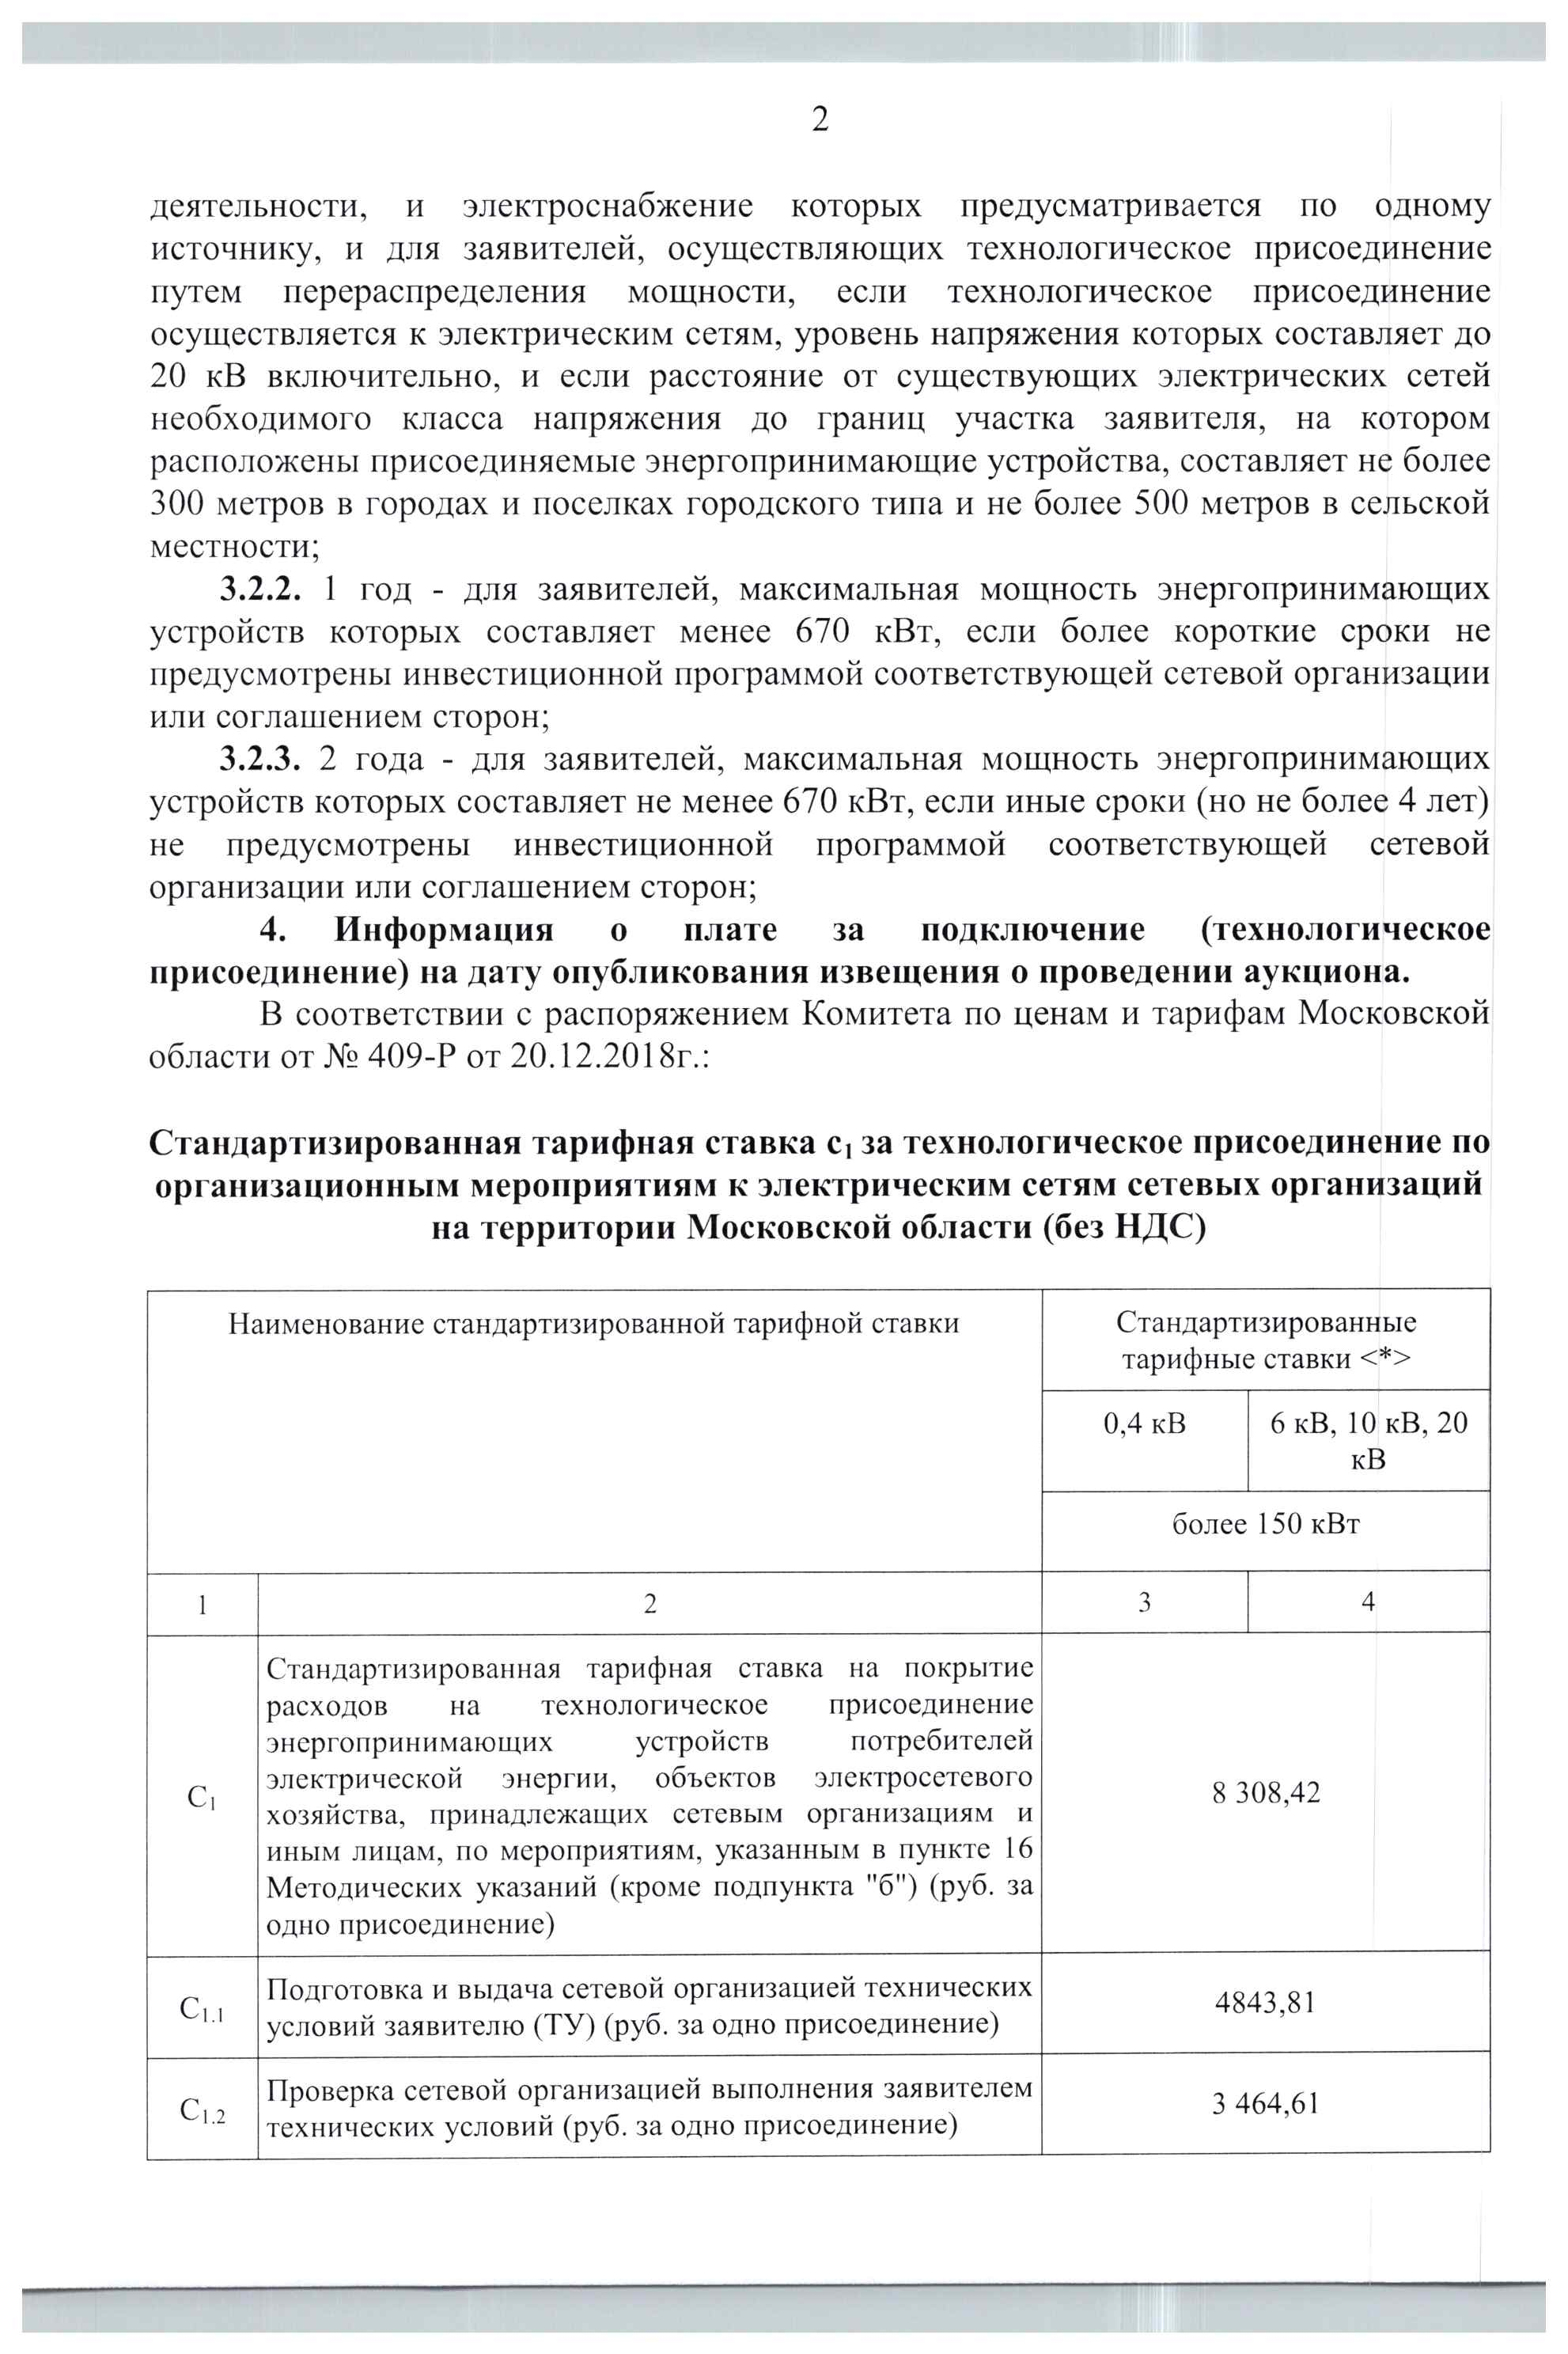 2
деятельности, и электроснабжение которых предусматривается по одному
источнику, и для заявителей, осуществляющих технологическое присоединение
путем перераспределения мощности, если технологическое присоединение
осуществляется к электрическим сетям, уровень напряжения которых составляет до
20 кВ включительно, и если расстояние от существующих электрических сетей
необходимого класса напряжения до границ участка заявителя, на котором
расположены присоединяемые энергопринимающие устройства, составляет не более
300 метров в городах и поселках городского типа и не более 500 метров в сельской
местности;
3.2.2. 1 год - для заявителей, максимальная мощность энергопринимающих
устройств которых составляет менее 670 кВт, если более короткие сроки не
предусмотрены инвестиционной программой соответствующей сетевой организации
или соглашением сторон;
3.2.3. 2 года - для заявителей, максимальная мощность энергопринимающих
устройств которых составляет не менее 670 кВт, если иные сроки (но не более 4 лет)
не предусмотрены инвестиционной программой соответствующей сетевой
организации или соглашением сторон;
4. Информация о плате за подключение (технологическое
присоединение) на дату опубликования извещения о проведении аукциона.
В соответствии с распоряжением Комитета по ценам и тарифам Московской
области от № 409-Р от 20.12.2018г.:
Стандартизированная тарифная ставка с₁ за технологическое присоединение по
организационным мероприятиям к электрическим сетям сетевых организаций
на территории Московской области (без НДС)
Наименование стандартизированной тарифной ставки
Стандартизированные
тарифные ставки <*>
0,4 кВ
6 кВ, 10 кВ, 20
кВ
более 150 кВт
1
2
3
4
С₁
Стандартизированная тарифная ставка на покрытие
расходов на технологическое присоединение
энергопринимающих устройств потребителей
электрической энергии, объектов электросетевого
хозяйства, принадлежащих сетевым организациям и
иным лицам, по мероприятиям, указанным в пункте 16
Методических указаний (кроме подпункта "б") (руб. за
одно присоединение)
8 308,42
С₁.₁
Подготовка и выдача сетевой организацией технических
условий заявителю (ТУ) (руб. за одно присоединение)
4843,81
С₁.₂
Проверка сетевой организацией выполнения заявителем
технических условий (руб. за одно присоединение)
3 464,61